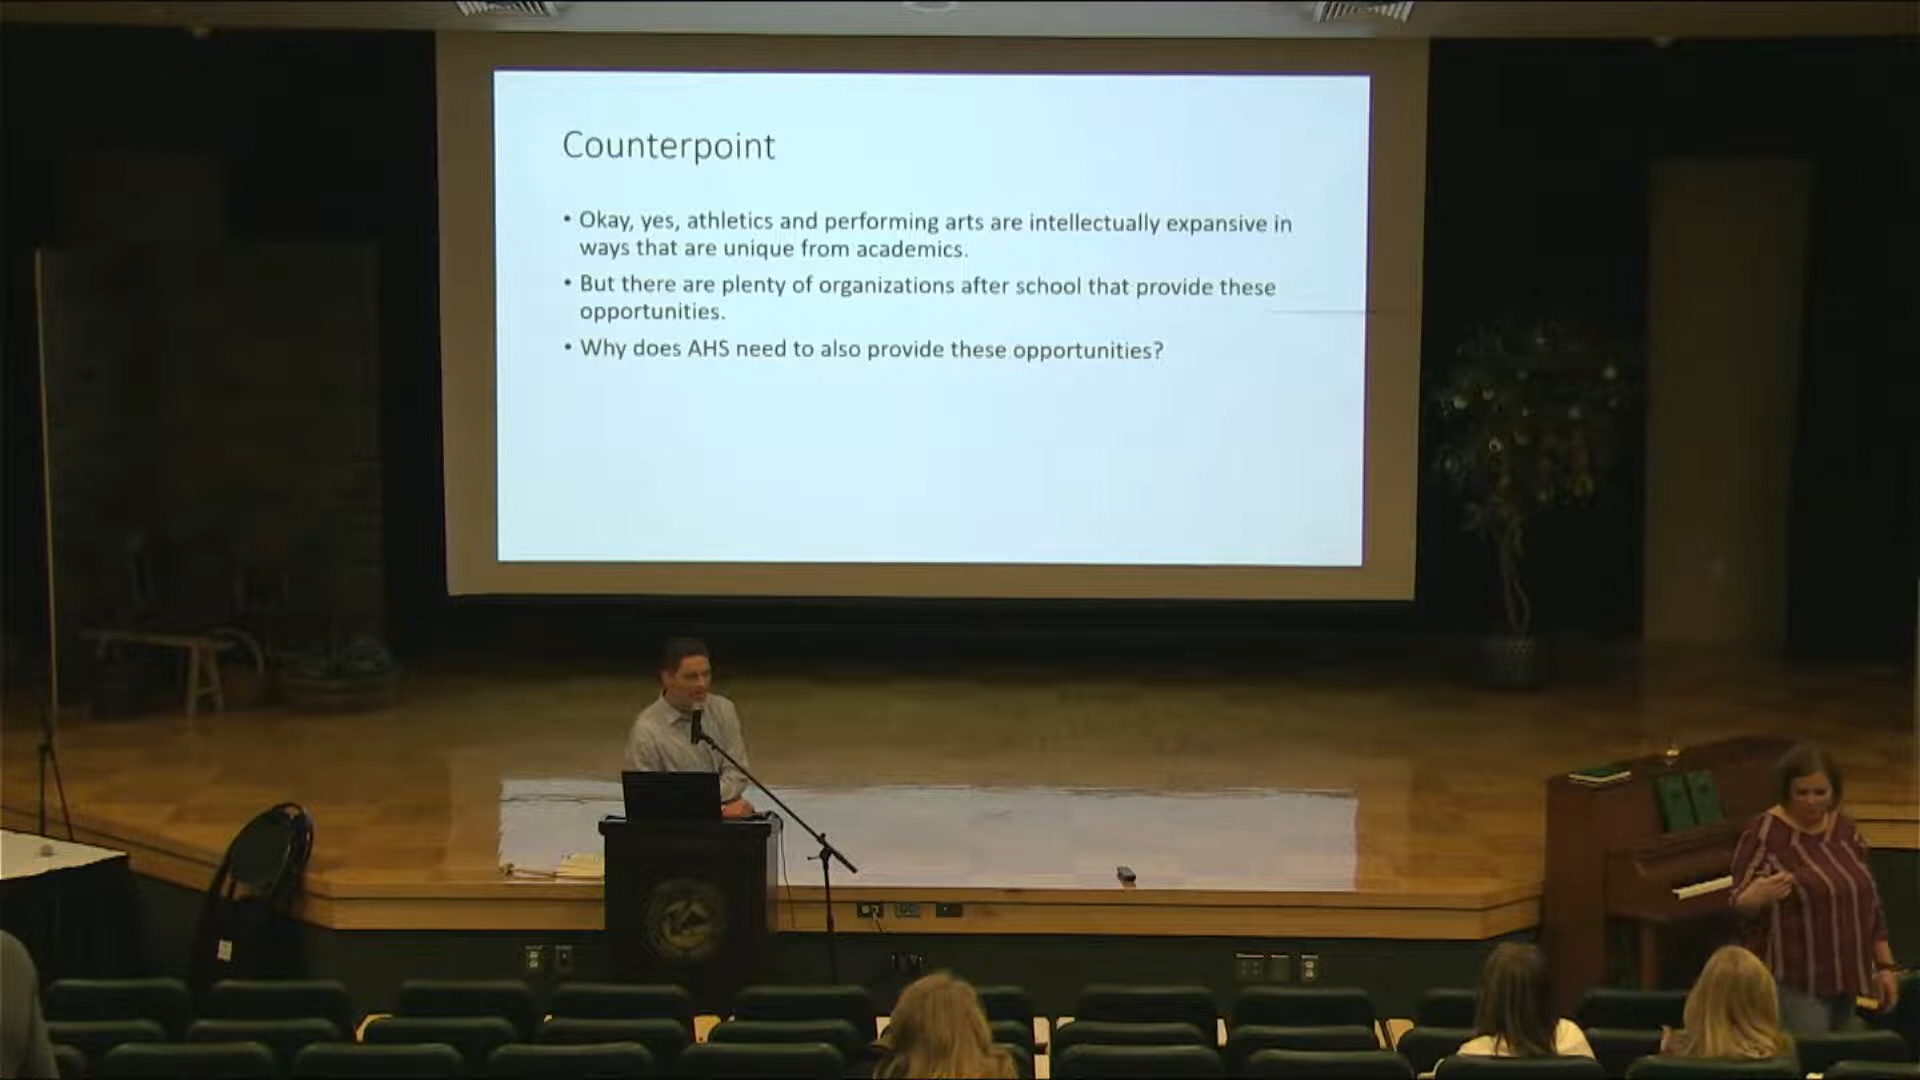 Counterpoint
• Okay, yes, athletics and performing arts are intellectually expansive in
ways that are unique from academics.
• But there are plenty of organizations after school that provide these
opportunities.
• Why does AHS need to also provide these opportunities?